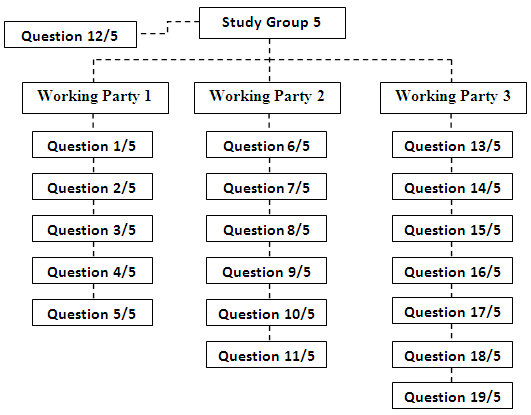 Study Group 5
Question 12/5
Working Party 1
Working Party 2
Working Party 3
Question 1/5
Question 2/5
Question 3/5
Question 4/5
Question 5/5
Question 6/5
Question 7/5
Question 8/5
Question 9/5
Question 10/5
Question 11/5
Question 13/5
Question 14/5
Question 15/5
Question 16/5
Question 17/5
Question 18/5
Question 19/5